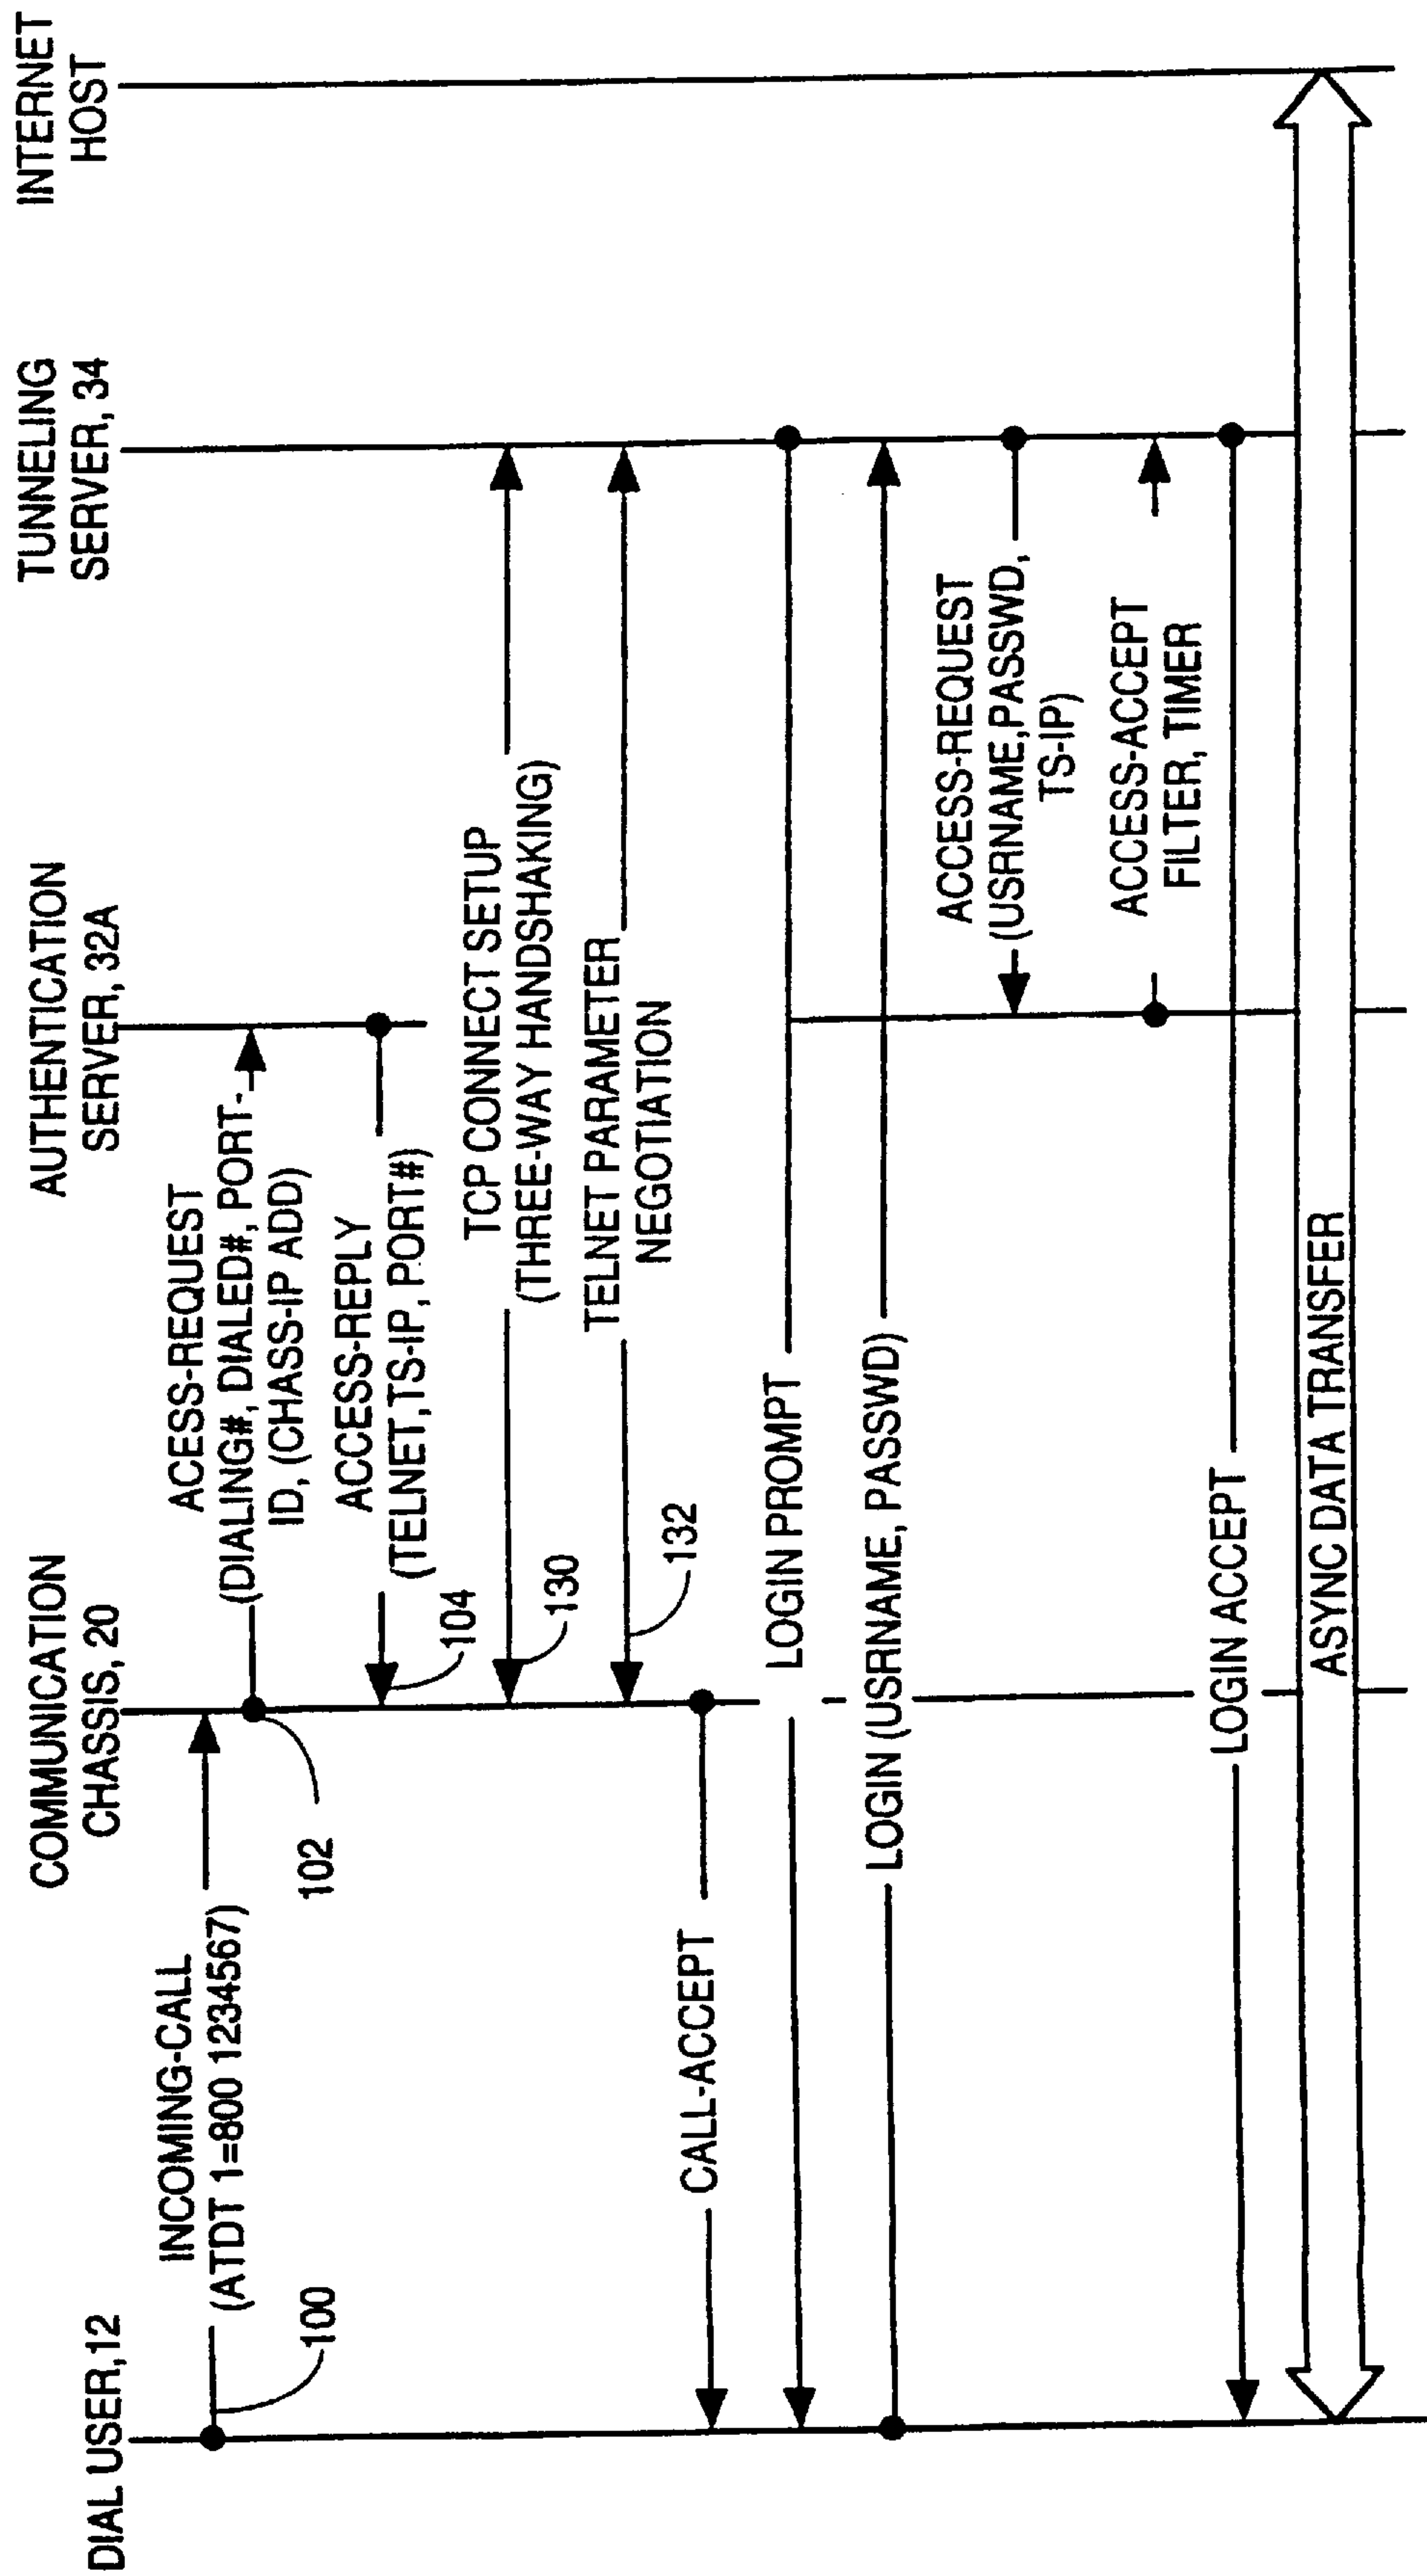 DIAL USER,12
COMMUNICATION
CHASSIS, 20
AUTHENTICATION
SERVER, 32A
TUNNELING
SERVER, 34
INTERNET
HOST
INCOMING-CALL
(ATDT 1=800 1234567)
100
ACESS-REQUEST
(DIALING#, DIALED#, PORT-
ID, (CHASS-IP ADD)
102
ACCESS-REPLY
(TELNET,TS-IP, PORT#)
104
TCP CONNECT SETUP
(THREE-WAY HANDSHAKING)
130
TELNET PARAMETER
NEGOTIATION
132
CALL-ACCEPT
LOGIN PROMPT
LOGIN (USRNAME, PASSWD)
ACCESS-REQUEST
(USRNAME,PASSWD,
TS-IP)
ACCESS-ACCEPT
FILTER, TIMER
LOGIN ACCEPT
ASYNC DATA TRANSFER